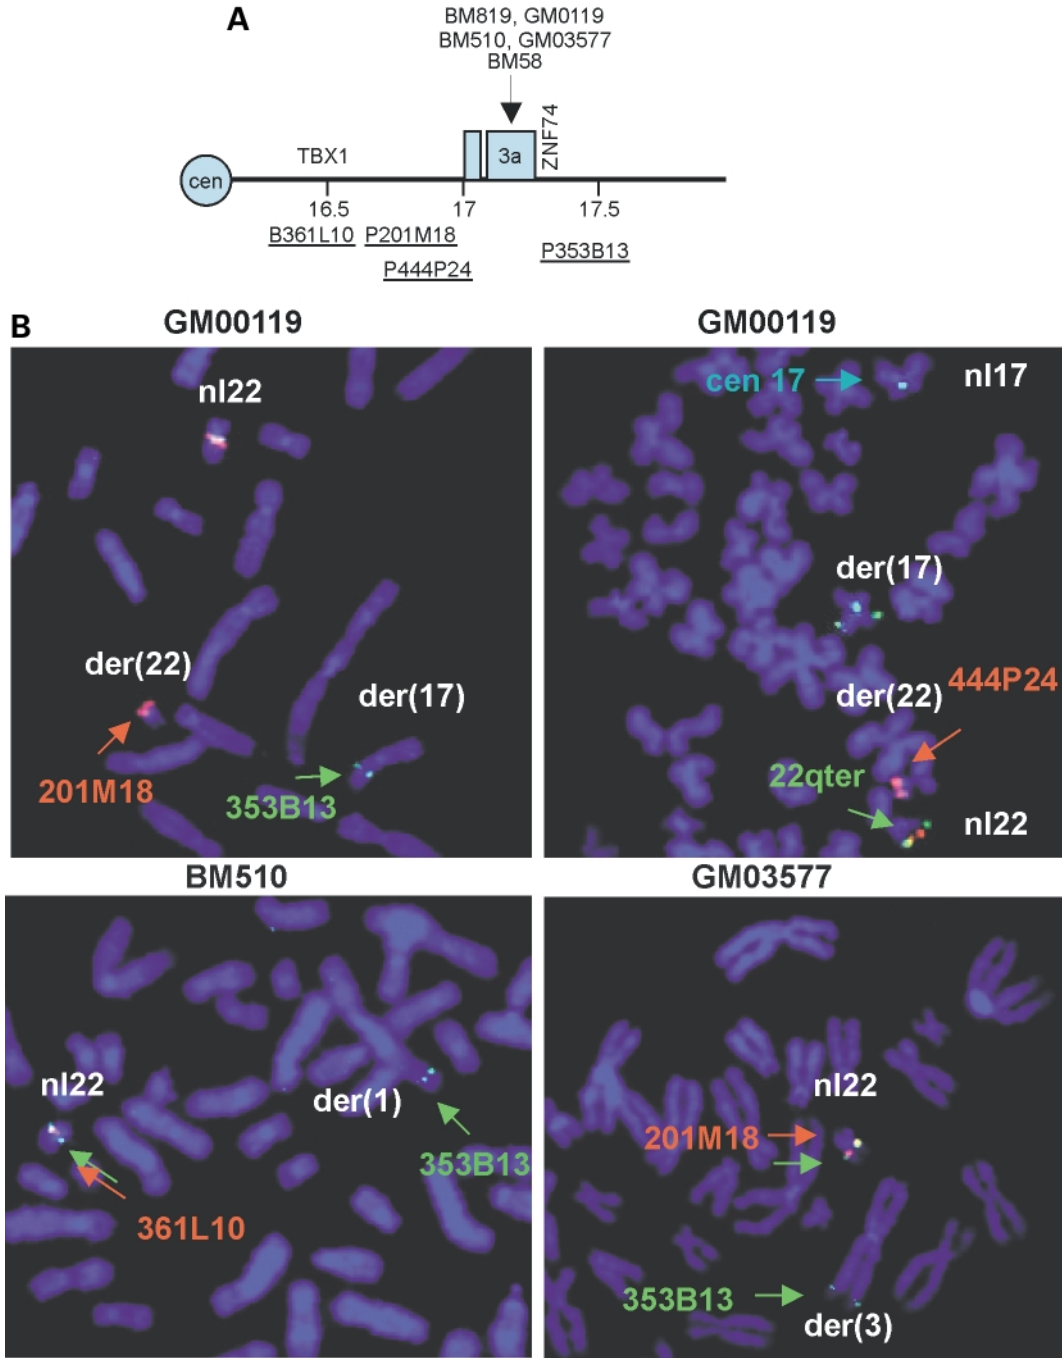 A
BM819, GM0119
BM510, GM03577
BM58
TBX1
3a
ZNF74
cen
16.5
17
17.5
B361L10
P201M18
P353B13
P444P24
B
GM00119
GM00119
nl22
cen 17
nl17
der(22)
der(17)
201M18
353B13
der(17)
der(22)
444P24
22qter
nl22
BM510
GM03577
nl22
der(1)
353B13
361L10
nl22
201M18
353B13
der(3)